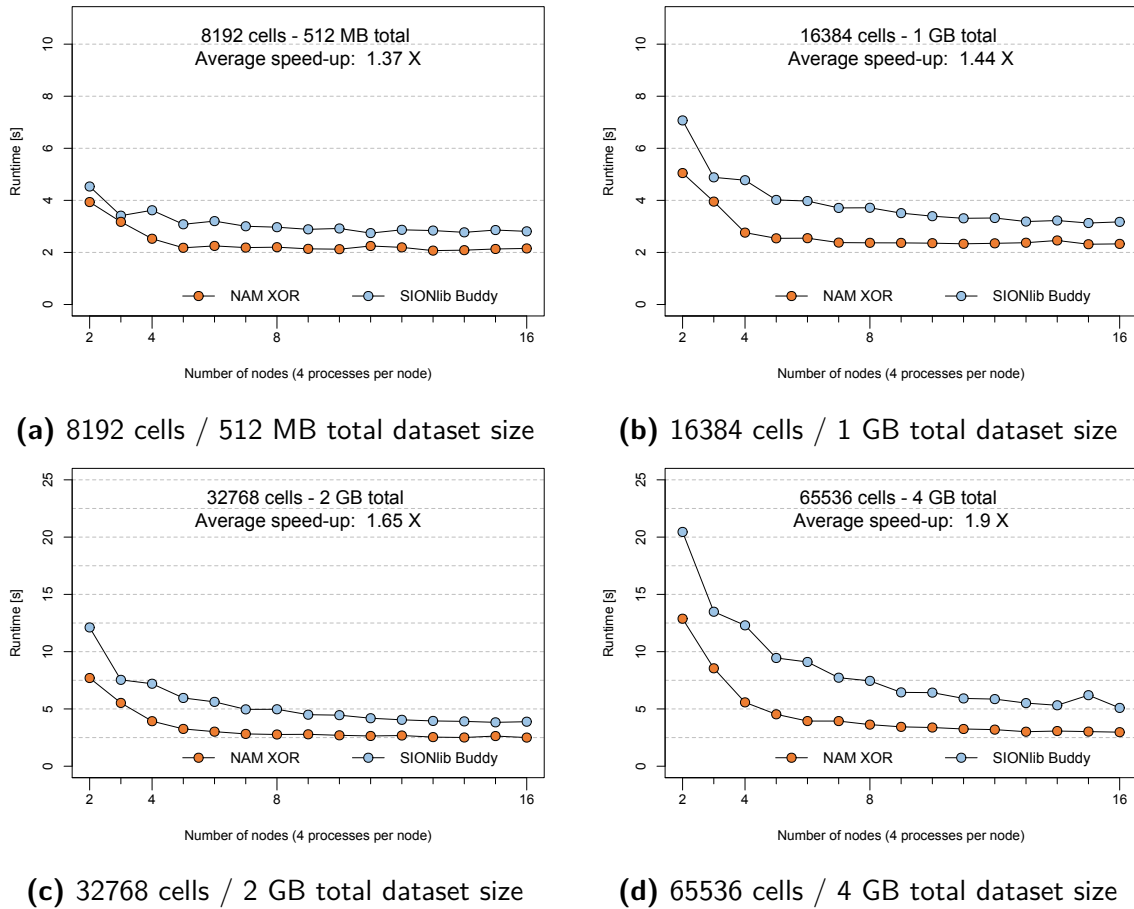 8192 cells - 512 MB total
Average speed-up: 1.37 X
Runtime [s]
10
8
6
4
2
0
NAM XOR
SIONlib Buddy
2
4
8
16
Number of nodes (4 processes per node)
(a) 8192 cells / 512 MB total dataset size
16384 cells - 1 GB total
Average speed-up: 1.44 X
Runtime [s]
10
8
6
4
2
0
NAM XOR
SIONlib Buddy
2
4
8
16
Number of nodes (4 processes per node)
(b) 16384 cells / 1 GB total dataset size
32768 cells - 2 GB total
Average speed-up: 1.65 X
Runtime [s]
25
20
15
10
5
0
NAM XOR
SIONlib Buddy
2
4
8
16
Number of nodes (4 processes per node)
(c) 32768 cells / 2 GB total dataset size
65536 cells - 4 GB total
Average speed-up: 1.9 X
Runtime [s]
25
20
15
10
5
0
NAM XOR
SIONlib Buddy
2
4
8
16
Number of nodes (4 processes per node)
(d) 65536 cells / 4 GB total dataset size